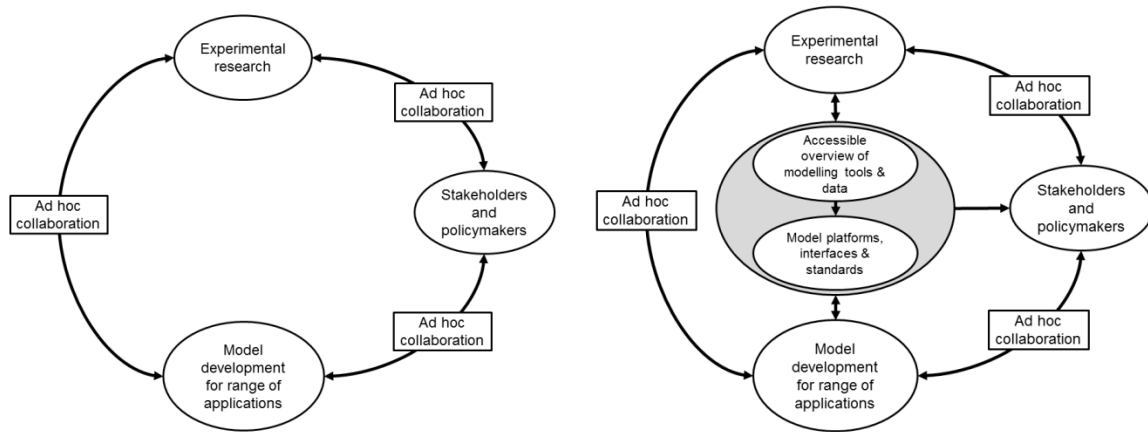 Experimental
research
Ad hoc
collaboration
Ad hoc
collaboration
Stakeholders
and
policymakers
Ad hoc
collaboration
Model
development
for range of
applications
Experimental
research
Ad hoc
collaboration
Accessible
overview of
modelling tools &
data
Ad hoc
collaboration
Stakeholders
and
policymakers
Model platforms,
interfaces &
standards
Ad hoc
collaboration
Model
development
for range of
applications